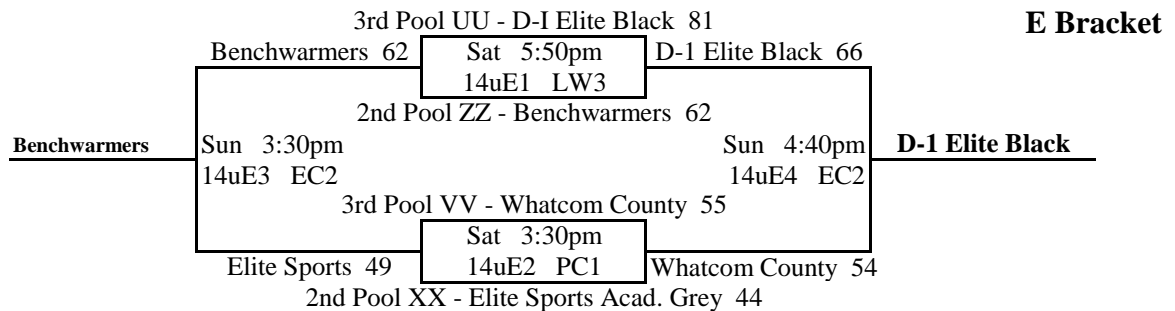 3rd Pool UU - D-I Elite Black 81
E Bracket
Benchwarmers 62
Sat 5:50pm
D-1 Elite Black 66
14uE1 LW3
2nd Pool ZZ - Benchwarmers 62
Benchwarmers
Sun 3:30pm
Sun 4:40pm
D-1 Elite Black
14uE3 EC2
14uE4 EC2
3rd Pool VV - Whatcom County 55
Sat 3:30pm
Elite Sports 49
14uE2 PC1
Whatcom County 54
2nd Pool XX - Elite Sports Acad. Grey 44